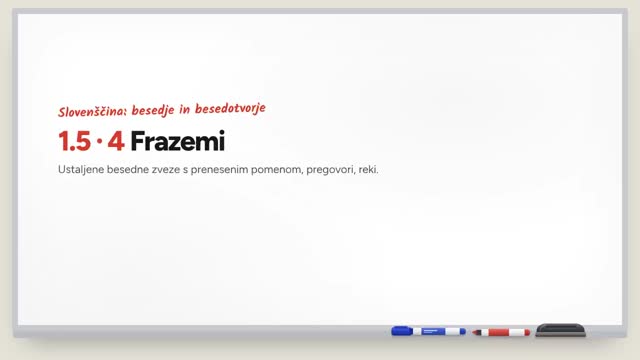 Slovenščina: besedje in besedotvorje
1.5 · 4 Frazemi
Ustaljene besedne zveze s prenesenim pomenom, pregovori, reki.